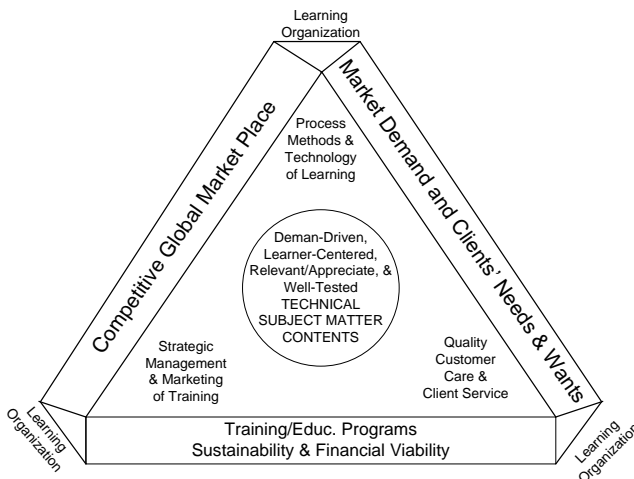 Learning
Organization
Competitive Global Market Place
Market Demand and Clients' Needs & Wants
Process
Methods &
Technology
of Learning
Deman-Driven,
Learner-Centered,
Relevant/Appreciate, &
Well-Tested
TECHNICAL
SUBJECT MATTER
CONTENTS
Strategic
Management
& Marketing
of Training
Quality
Customer
Care &
Client Service
Learning
Organization
Training/Educ. Programs
Sustainability & Financial Viability
Learning
Organization